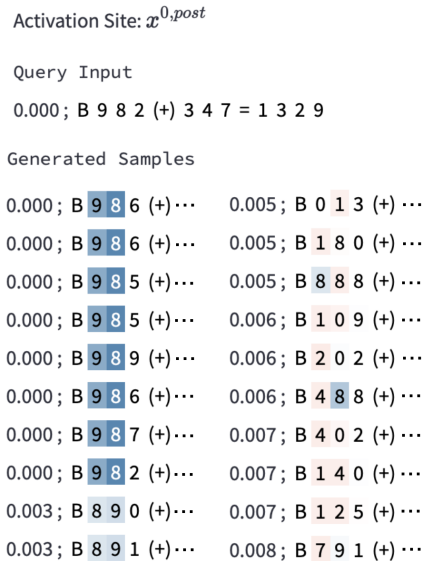 Activation Site: x^{0,post}
Query Input
0.000 ; B 9 8 2 (+) 3 4 7 = 1 3 2 9
Generated Samples
0.000 ; B 9 8 6 (+) ··· 0.005 ; B 0 1 3 (+) ···
0.000 ; B 9 8 6 (+) ··· 0.005 ; B 1 8 0 (+) ···
0.000 ; B 9 8 5 (+) ··· 0.005 ; B 8 8 8 (+) ···
0.000 ; B 9 8 5 (+) ··· 0.006 ; B 1 0 9 (+) ···
0.000 ; B 9 8 9 (+) ··· 0.006 ; B 2 0 2 (+) ···
0.000 ; B 9 8 6 (+) ··· 0.006 ; B 4 8 8 (+) ···
0.000 ; B 9 8 7 (+) ··· 0.007 ; B 4 0 2 (+) ···
0.000 ; B 9 8 2 (+) ··· 0.007 ; B 1 4 0 (+) ···
0.003 ; B 8 9 0 (+) ··· 0.007 ; B 1 2 5 (+) ···
0.003 ; B 8 9 1 (+) ··· 0.008 ; B 7 9 1 (+) ···